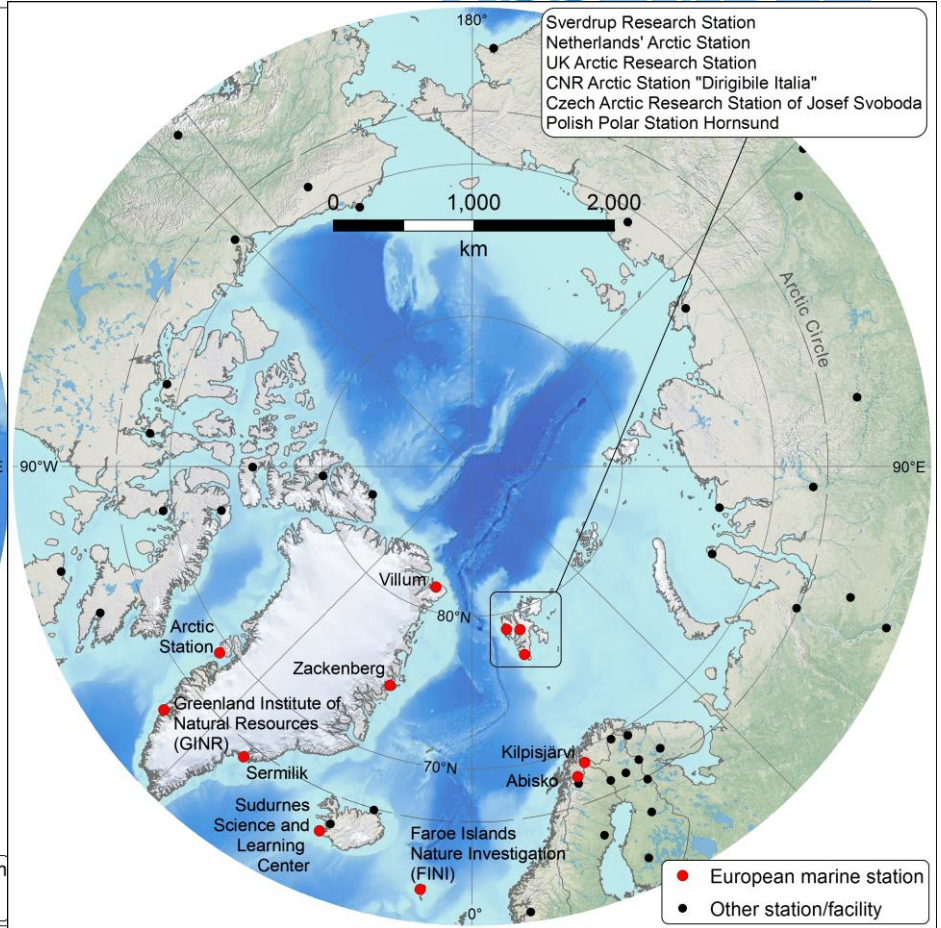 180°
Sverdrup Research Station
Netherlands' Arctic Station
UK Arctic Research Station
CNR Arctic Station "Dirigibile Italia"
Czech Arctic Research Station of Josef Svoboda
Polish Polar Station Hornsund
0 1,000 2,000
km
Arctic Circle
E
90°W
90°E
Villum
80°N
Arctic
Station
Zackenberg
Greenland Institute of
Natural Resources
(GINR)
Sermilik
70°N
Kilpisjärvi
Abisko
Sudurnes
Science and
Learning
Center
Faroe Islands
Nature Investigation
(FINI)
0°
n
European marine station
Other station/facility